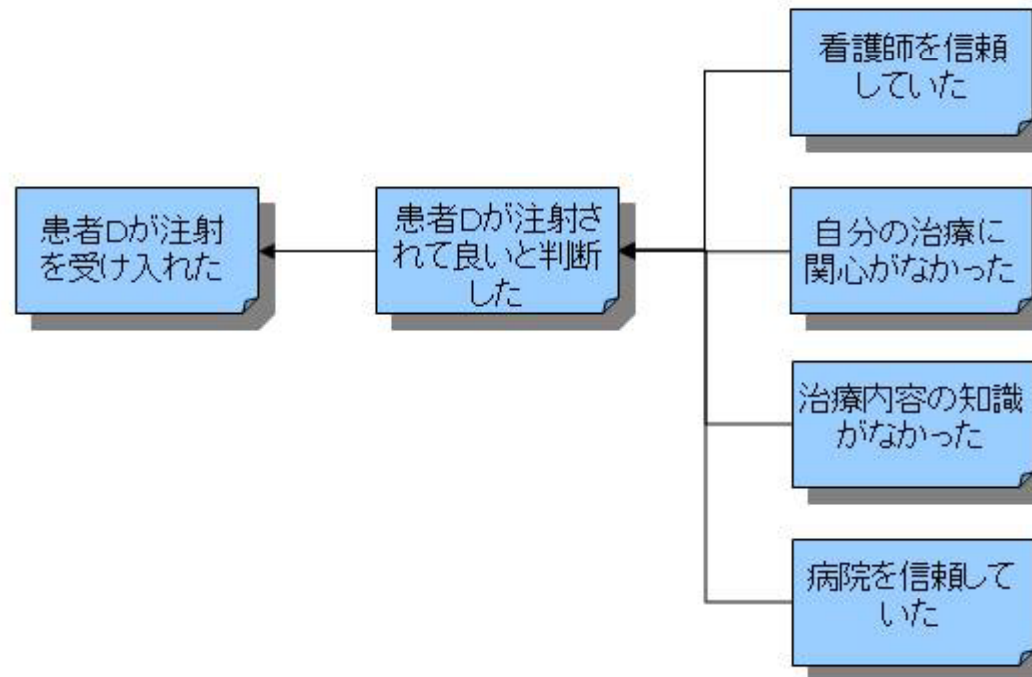 看護師を信頼
していた
患者Dが注射
を受け入れた
患者Dが注射さ
れて良いと判断
した
自分の治療に
関心がなかった
治療内容の知識
がなかった
病院を信頼して
いた